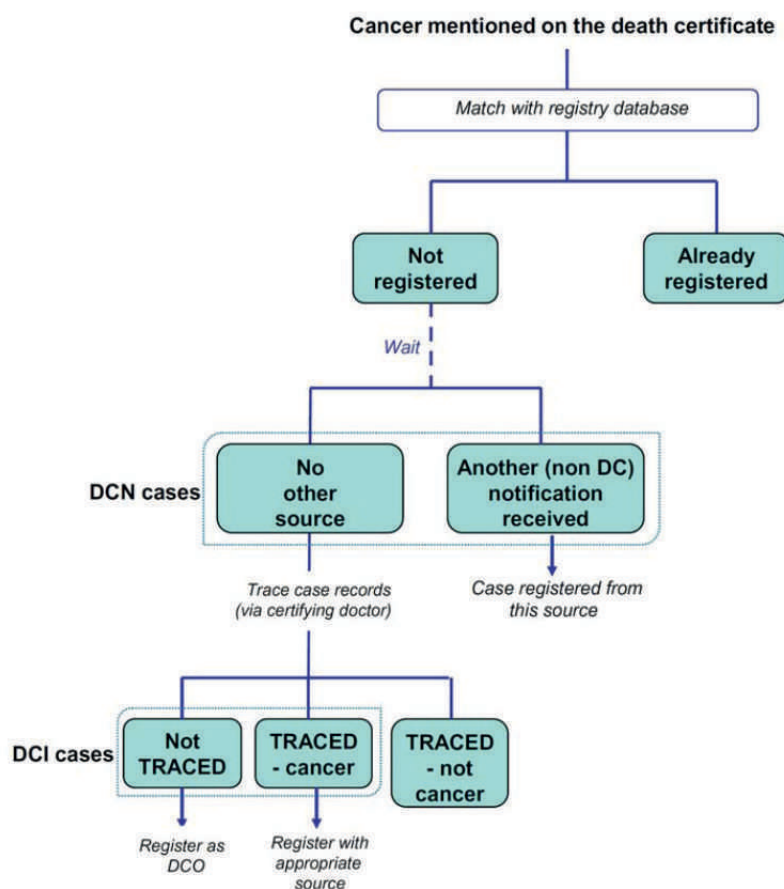 Cancer mentioned on the death certificate
Match with registry database
Not
registered
Already
registered
Wait
DCN cases
No
other
source
Another (non DC)
notification
received
Trace case records
(via certifying doctor)
Case registered from
this source
DCI cases
Not
TRACED
TRACED
- cancer
TRACED
- not
cancer
Register as
DCO
Register with
appropriate
source